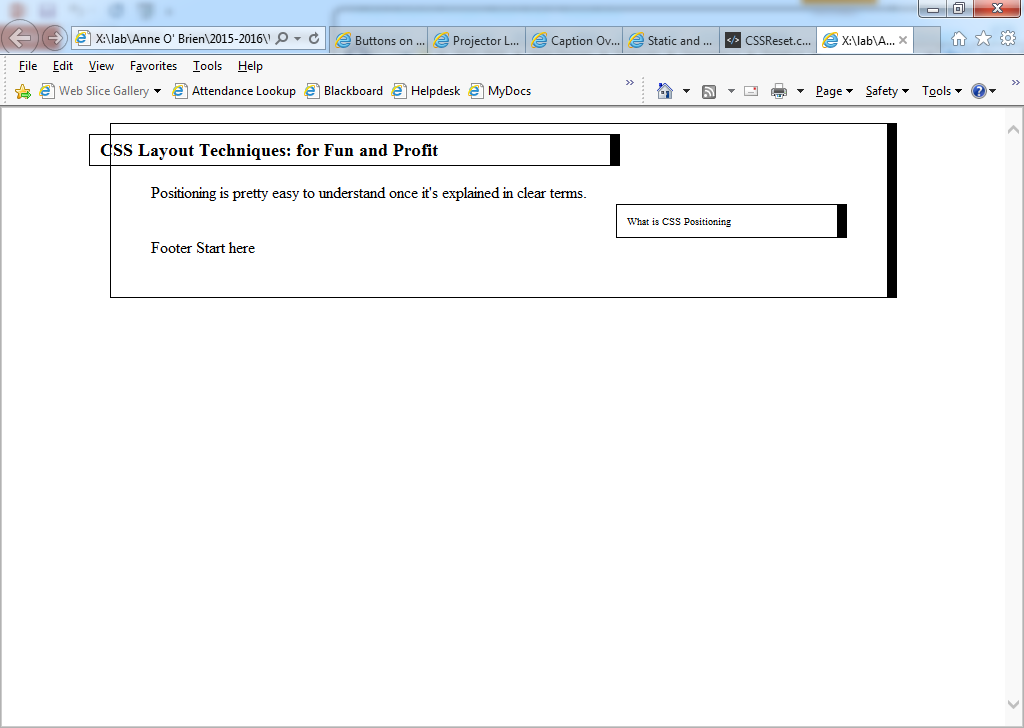 X:\lab\Anne O' Brien\2015-2016\
Buttons on ...
Projector L...
Caption Ov...
Static and ...
CSSReset.c...
X:\lab\A...
File Edit View Favorites Tools Help
Web Slice Gallery Attendance Lookup Blackboard Helpdesk MyDocs » Page Safety Tools »
CSS Layout Techniques: for Fun and Profit
Positioning is pretty easy to understand once it's explained in clear terms.
What is CSS Positioning
Footer Start here